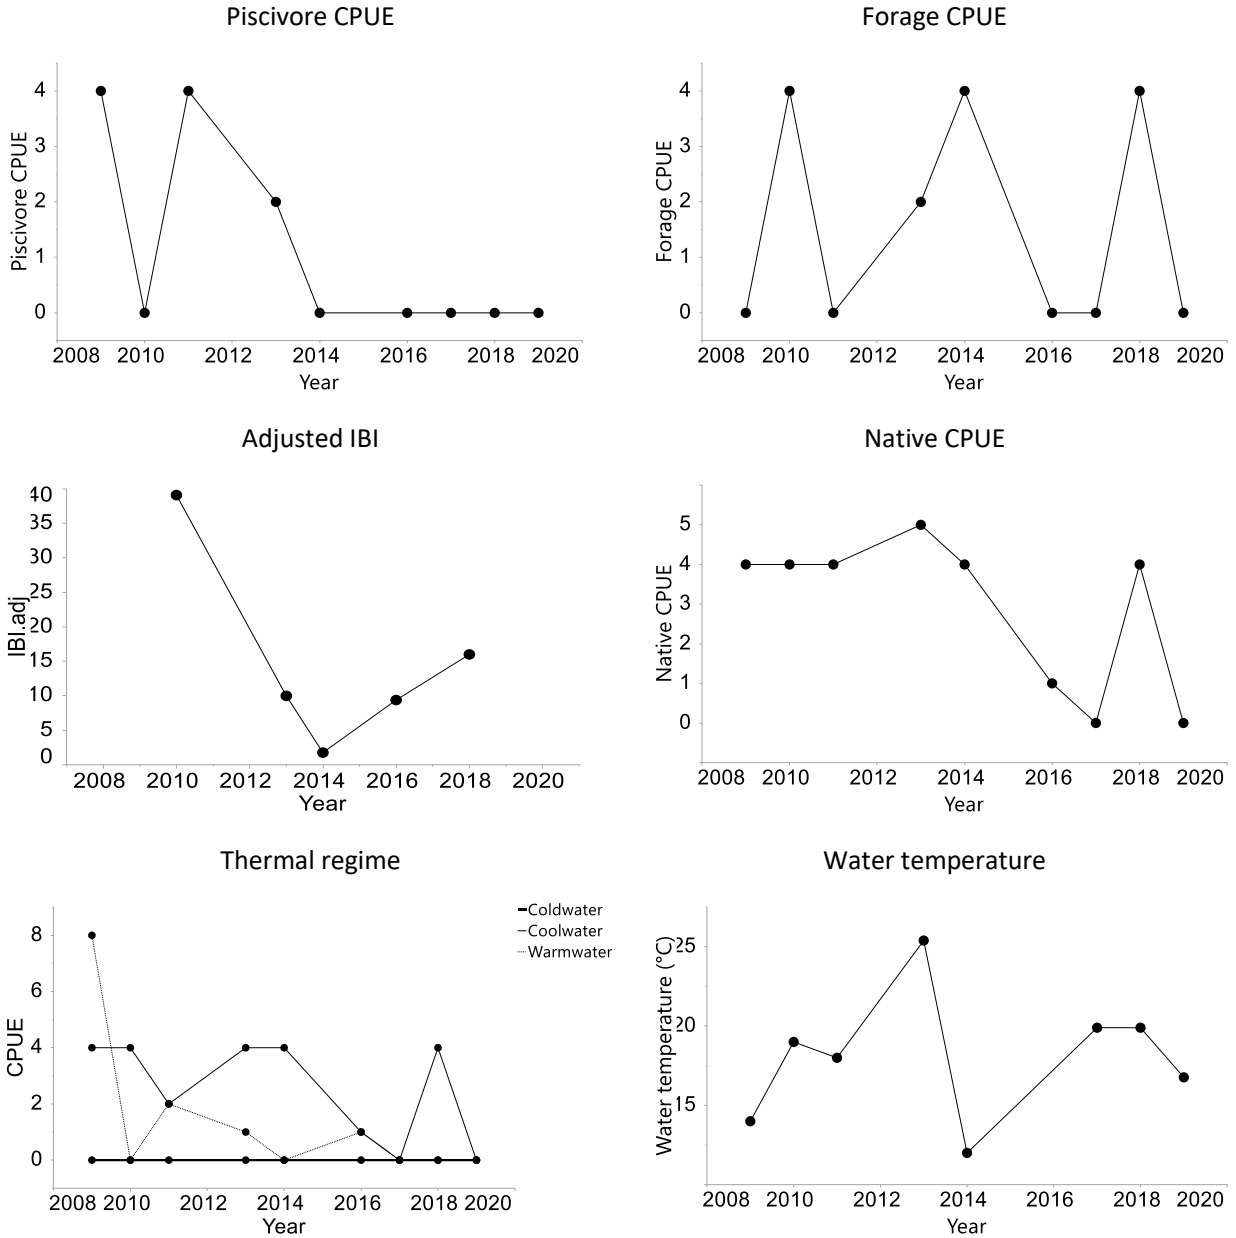 Piscivore CPUE
Piscivore CPUE
4
3
2
1
0
2008 2010 2012 2014 2016 2018 2020
Year
Forage CPUE
Forage CPUE
4
3
2
1
0
2008 2010 2012 2014 2016 2018 2020
Year
Adjusted IBI
IBI.adj
40
35
30
25
20
15
10
5
0
2008 2010 2012 2014 2016 2018 2020
Year
Native CPUE
Native CPUE
5
4
3
2
1
0
2008 2010 2012 2014 2016 2018 2020
Year
Thermal regime
CPUE
8
6
4
2
0
2008 2010 2012 2014 2016 2018 2020
Year
Coldwater
Coolwater
Warmwater
Water temperature
Water temperature (°C)
25
20
15
2008 2010 2012 2014 2016 2018 2020
Year